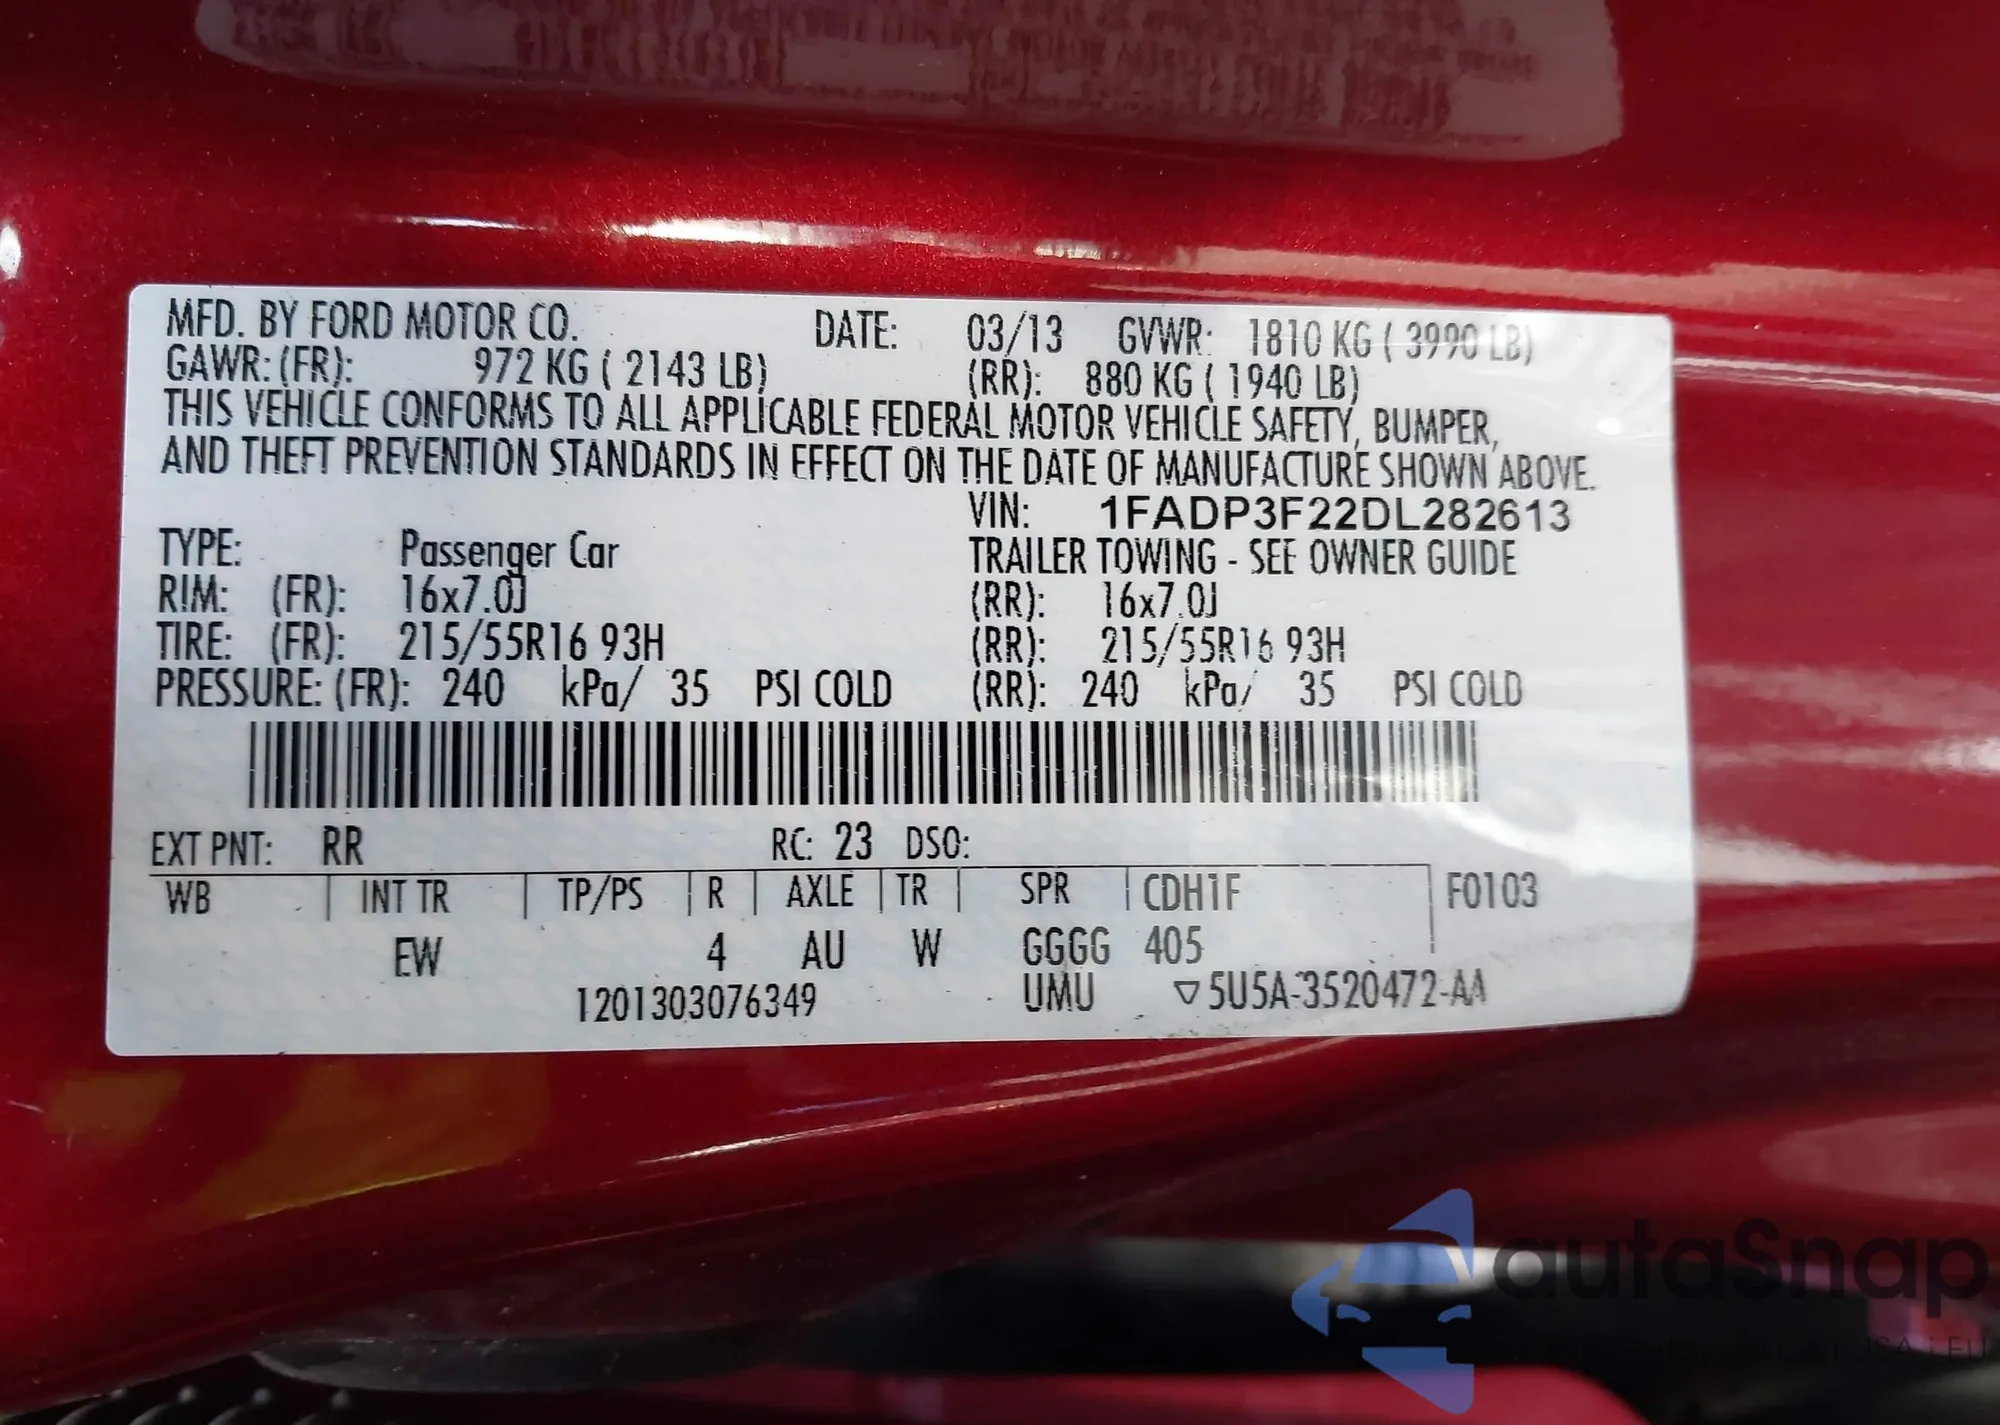 MFD. BY FORD MOTOR CO. DATE: 03/13 GVWR: 1810 KG ( 3990 LB)
GAWR: (FR): 972 KG ( 2143 LB) (RR): 880 KG ( 1940 LB)
THIS VEHICLE CONFORMS TO ALL APPLICABLE FEDERAL MOTOR VEHICLE SAFETY, BUMPER,
AND THEFT PREVENTION STANDARDS IN EFFECT ON THE DATE OF MANUFACTURE SHOWN ABOVE.
VIN: 1FADP3F22DL282613
TYPE: Passenger Car TRAILER TOWING - SEE OWNER GUIDE
RIM: (FR): 16x7.0J (RR): 16x7.0J
TIRE: (FR): 215/55R16 93H (RR): 215/55R16 93H
PRESSURE: (FR): 240 kPa/ 35 PSI COLD (RR): 240 kPa/ 35 PSI COLD
EXT PNT: RR RC: 23 DSO:
WB INT TR TP/PS R AXLE TR SPR CDH1F F0103
EW 4 AU W GGGG 405
1201303076349 UMU ▽5U5A-3520472-AA
autaSnap